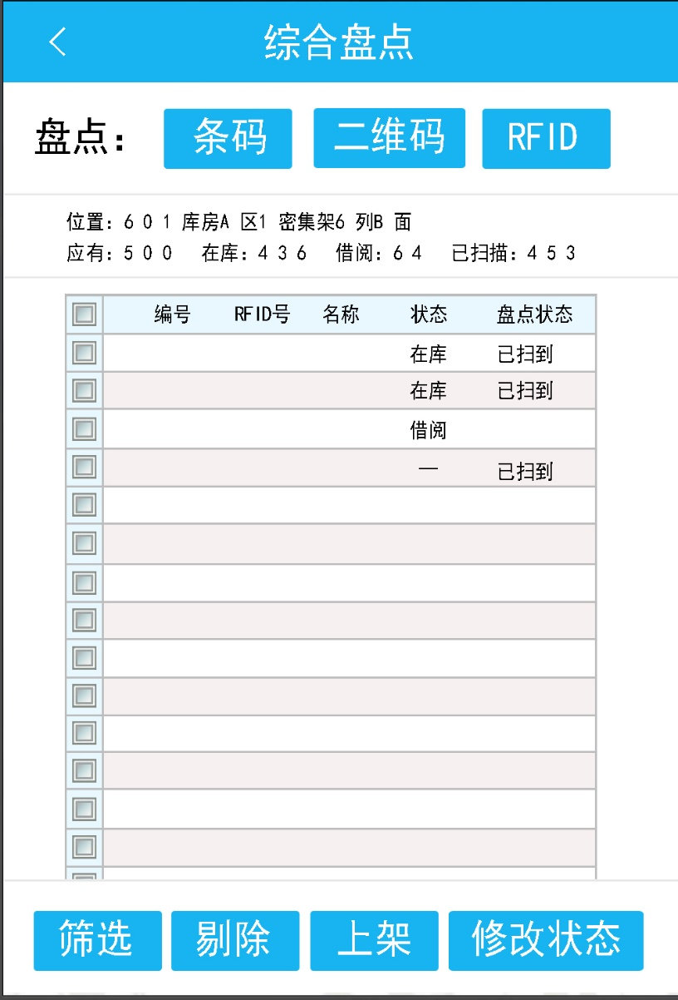 综合盘点
盘点： 条码 二维码 RFID
位置：601 库房A 区1 密集架6 列B 面
应有：500 在库：436 借阅：64 已扫描：453
编号 RFID号 名称 状态 盘点状态
在库 已扫到
在库 已扫到
借阅
— 已扫到
筛选 剔除 上架 修改状态